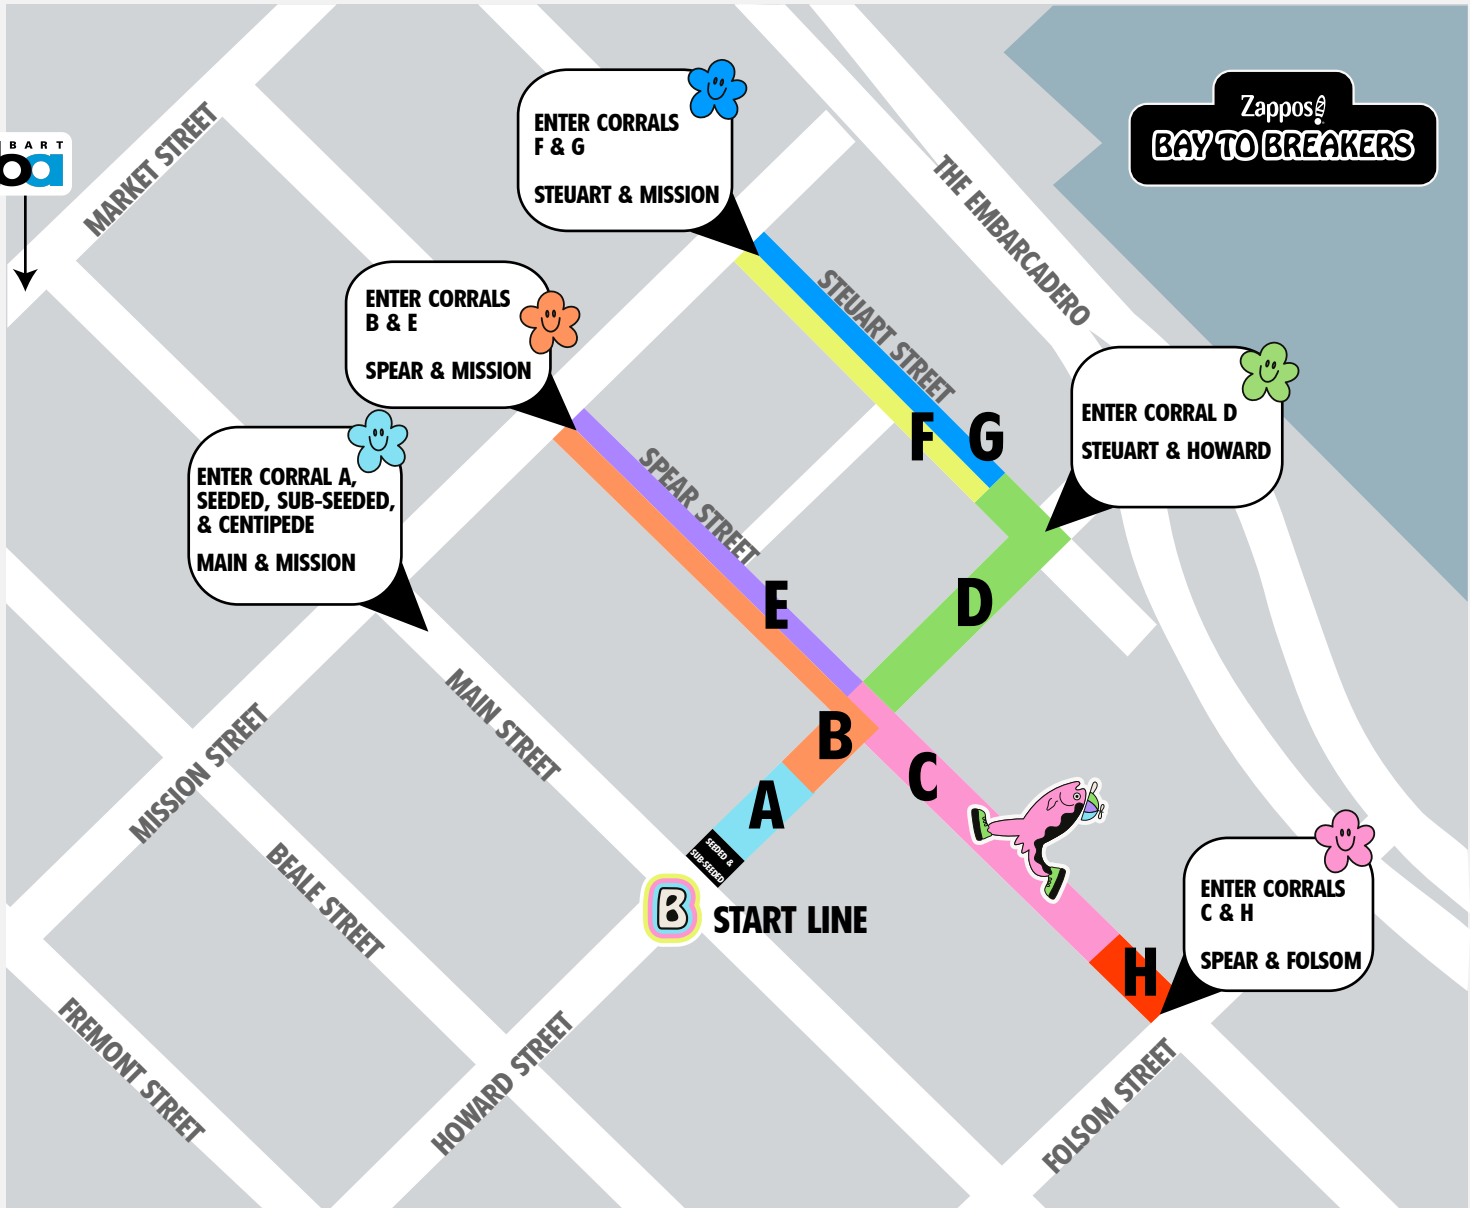 BART
ba
MARKET STREET
ENTER CORRALS
F & G
STEUART & MISSION
Zappos!
BAY TO BREAKERS
THE EMBARCADERO
ENTER CORRALS
B & E
SPEAR & MISSION
STEUART STREET
ENTER CORRAL D
STEUART & HOWARD
ENTER CORRAL A,
SEEDED, SUB-SEEDED,
& CENTIPEDE
MAIN & MISSION
F
G
SPEAR STREET
E
D
MAIN STREET
MISSION STREET
B
C
A
SEEDED &
SUB-SEEDED
B
START LINE
BEALE STREET
ENTER CORRALS
C & H
SPEAR & FOLSOM
H
FREMONT STREET
HOWARD STREET
FOLSOM STREET